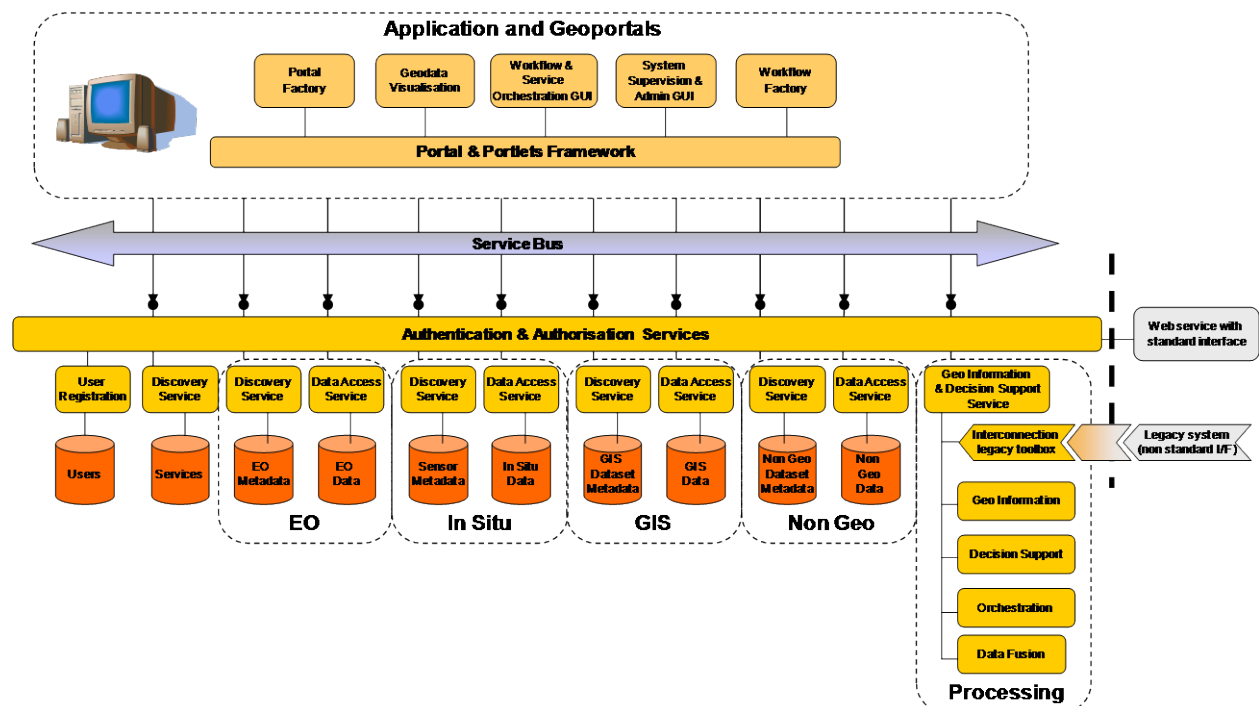 Application and Geoportals
Portal
Factory
Geodata
Visualisation
Workflow &
Service
Orchestration GUI
System
Supervision &
Admin GUI
Workflow
Factory
Portal & Portlets Framework
Service Bus
Authentication & Authorisation Services
Web service with
standard interface
User
Registration
Discovery
Service
Discovery
Service
Data Access
Service
Discovery
Service
Data Access
Service
Discovery
Service
Data Access
Service
Discovery
Service
Data Access
Service
Geo Information
& Decision Support
Service
Users
Services
EO
Metadata
EO
Data
Sensor
Metadata
In Situ
Data
GIS
Dataset
Metadata
GIS
Data
Non Geo
Dataset
Metadata
Non
Geo
Data
Interconnection
legacy toolbox
Legacy system
(non standard I/F)
EO
In Situ
GIS
Non Geo
Geo Information
Decision Support
Orchestration
Data Fusion
Processing